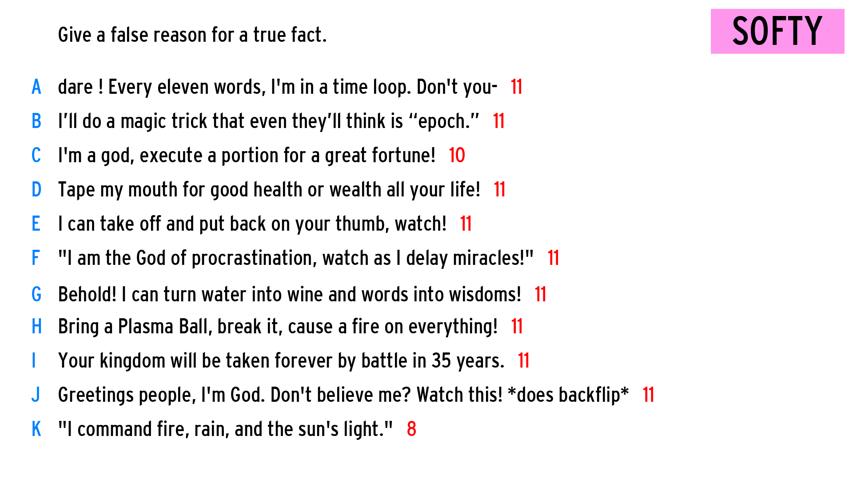 Give a false reason for a true fact.
SOFTY
A dare ! Every eleven words, I'm in a time loop. Don't you- 11
B I’ll do a magic trick that even they’ll think is “epoch.” 11
C I'm a god, execute a portion for a great fortune! 10
D Tape my mouth for good health or wealth all your life! 11
E I can take off and put back on your thumb, watch! 11
F "I am the God of procrastination, watch as I delay miracles!" 11
G Behold! I can turn water into wine and words into wisdoms! 11
H Bring a Plasma Ball, break it, cause a fire on everything! 11
I Your kingdom will be taken forever by battle in 35 years. 11
J Greetings people, I'm God. Don't believe me? Watch this! *does backflip* 11
K "I command fire, rain, and the sun's light." 8